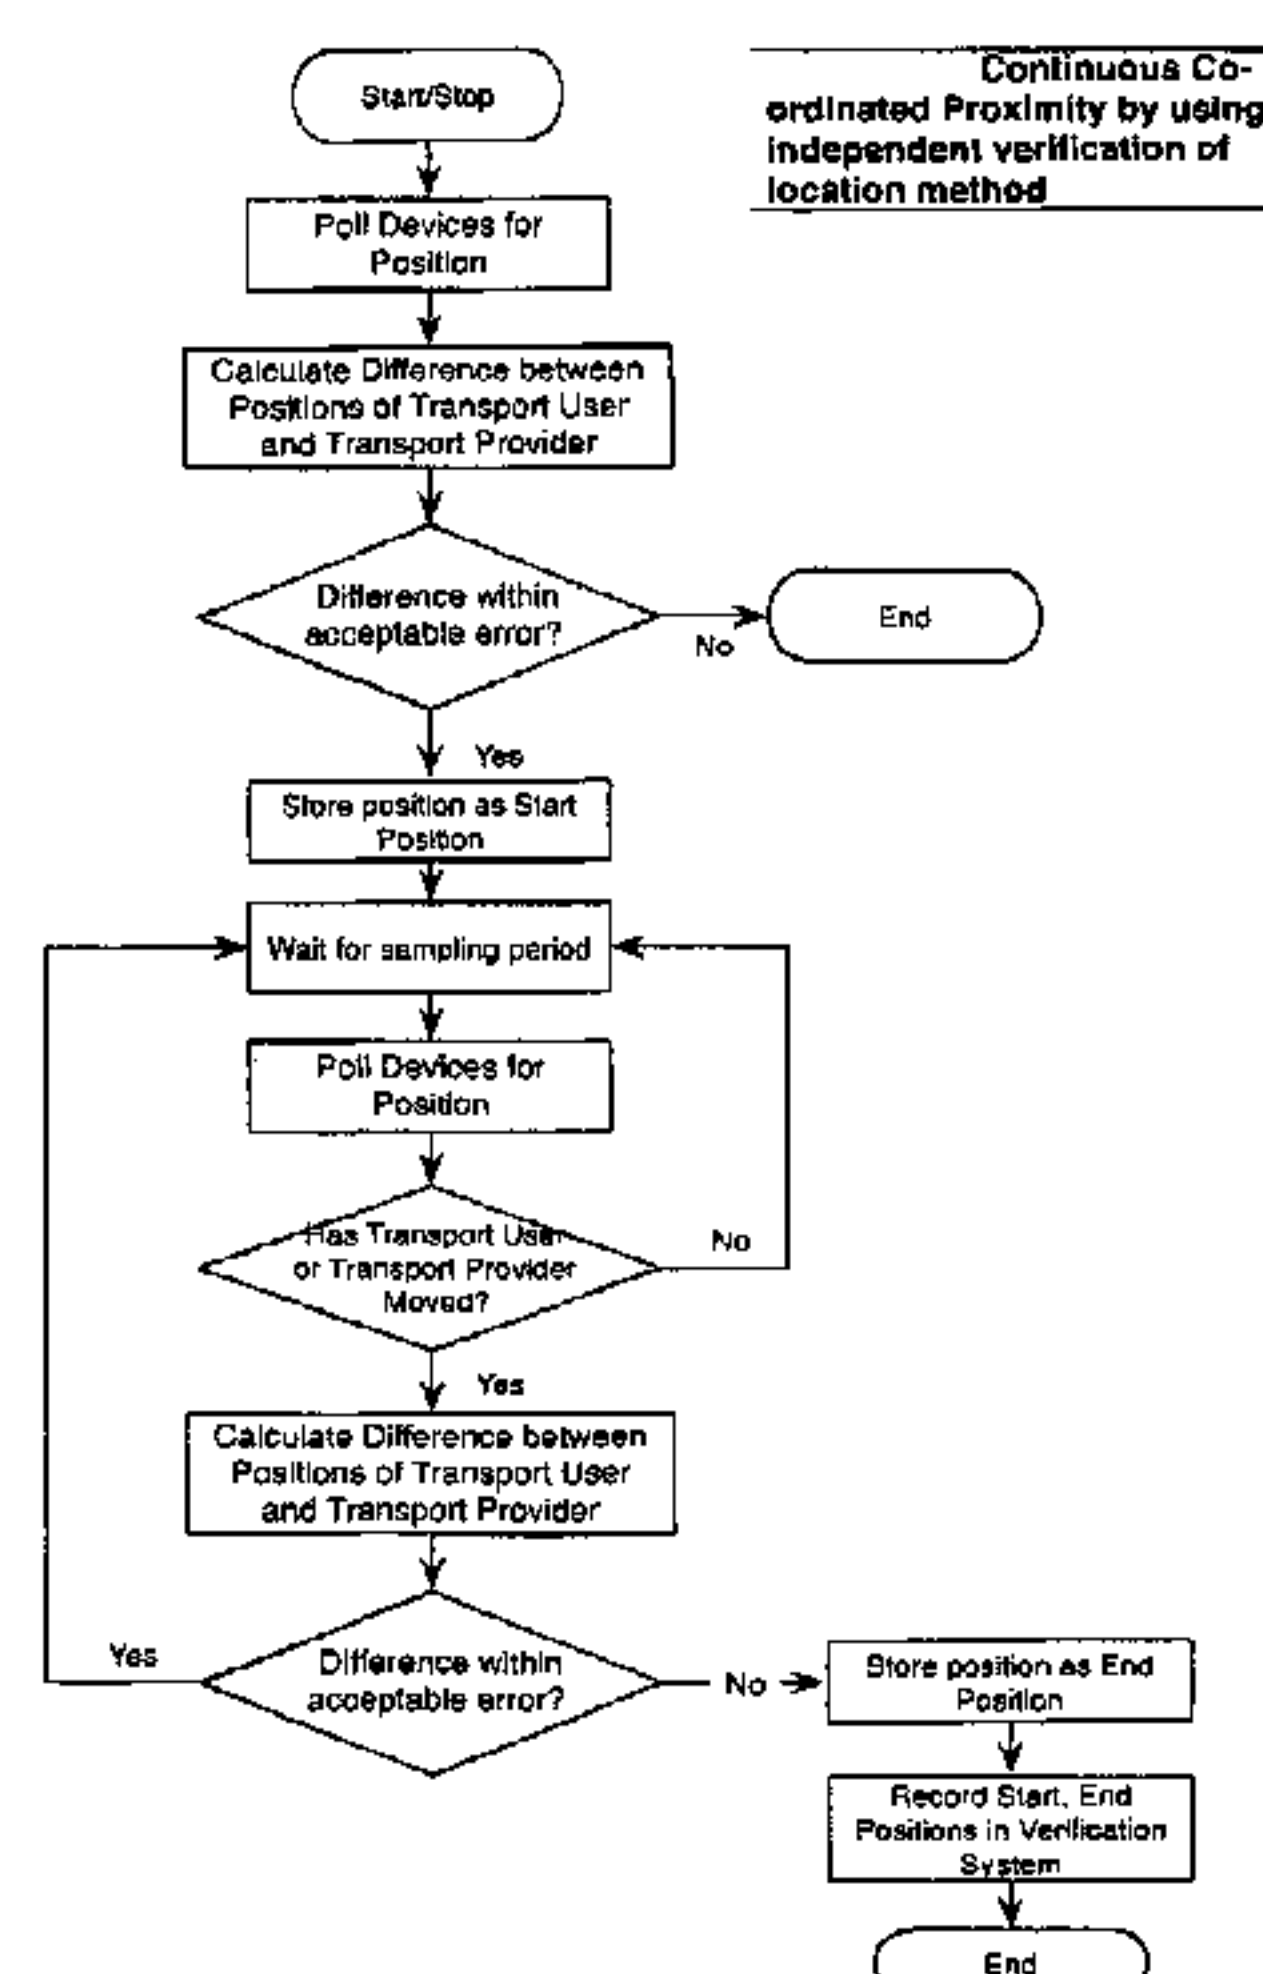 Continuous Co-
ordinated Proximity by using
independent verification of
location method
Start/Stop
Poll Devices for
Position
Calculate Difference between
Positions of Transport User
and Transport Provider
Difference within
acceptable error?
No
End
Yes
Store position as Start
Position
Wait for sampling period
Poll Devices for
Position
Has Transport User
or Transport Provider
Moved?
No
Yes
Calculate Difference between
Positions of Transport User
and Transport Provider
Difference within
acceptable error?
Yes
No
Store position as End
Position
Record Start, End
Positions in Verification
System
End